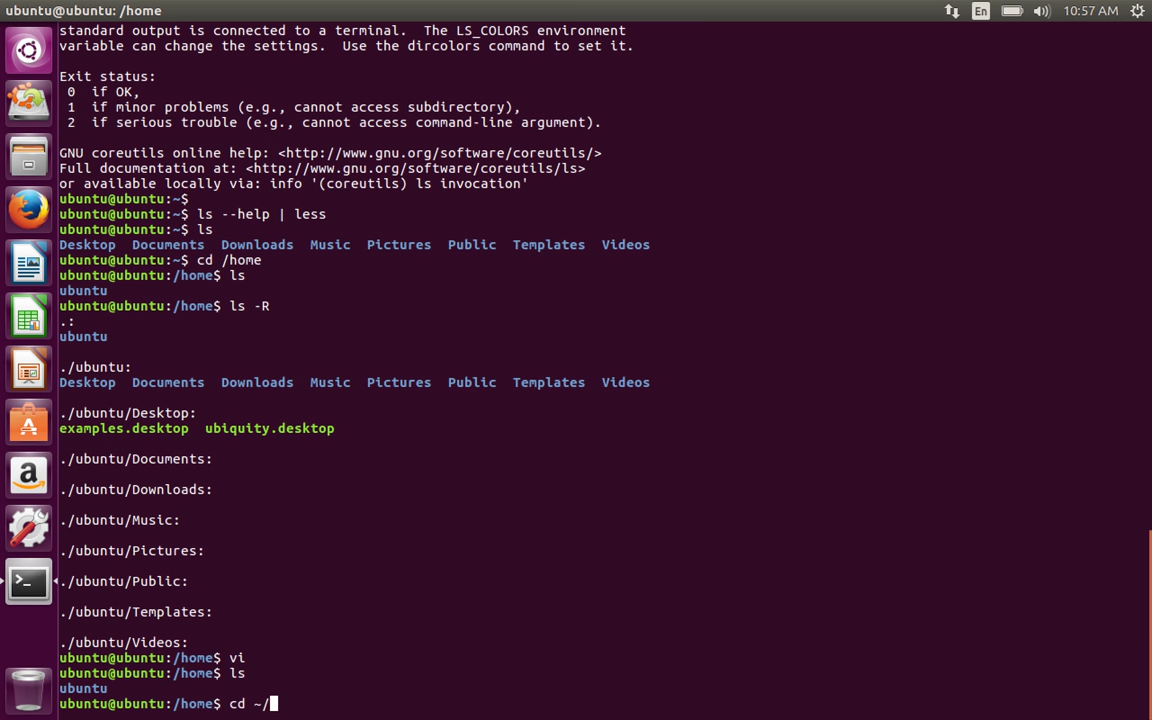 ubuntu@ubuntu: /home
En
10:57 AM
standard output is connected to a terminal.  The LS_COLORS environment
variable can change the settings.  Use the dircolors command to set it.
Exit status:
 0  if OK,
 1  if minor problems (e.g., cannot access subdirectory),
 2  if serious trouble (e.g., cannot access command-line argument).
GNU coreutils online help: <http://www.gnu.org/software/coreutils/>
Full documentation at: <http://www.gnu.org/software/coreutils/ls>
or available locally via: info '(coreutils) ls invocation'
ubuntu@ubuntu:~$
ubuntu@ubuntu:~$ ls --help | less
ubuntu@ubuntu:~$ ls
Desktop  Documents  Downloads  Music  Pictures  Public  Templates  Videos
ubuntu@ubuntu:~$ cd /home
ubuntu@ubuntu:/home$ ls
ubuntu
ubuntu@ubuntu:/home$ ls -R
.:
ubuntu
./ubuntu:
Desktop  Documents  Downloads  Music  Pictures  Public  Templates  Videos
./ubuntu/Desktop:
examples.desktop  ubiquity.desktop
./ubuntu/Documents:
./ubuntu/Downloads:
./ubuntu/Music:
./ubuntu/Pictures:
./ubuntu/Public:
./ubuntu/Templates:
./ubuntu/Videos:
ubuntu@ubuntu:/home$ vi
ubuntu@ubuntu:/home$ ls
ubuntu
ubuntu@ubuntu:/home$ cd ~/